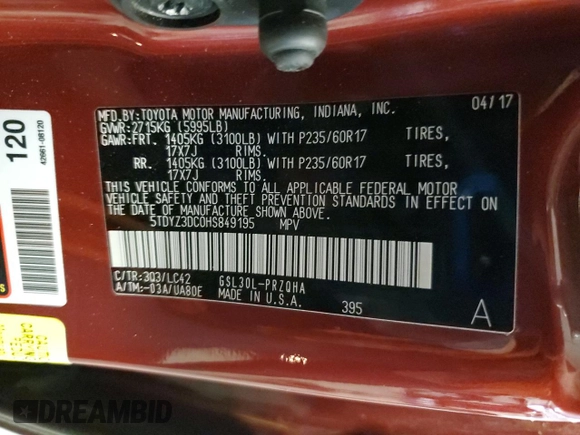 MFD.BY:TOYOTA MOTOR MANUFACTURING, INDIANA, INC. 04/17
GVWR:2715KG (5995LB)
GAWR:FRT. 1405KG (3100LB) WITH P235/60R17 TIRES,
17X7J RIMS.
RR. 1405KG (3100LB) WITH P235/60R17 TIRES,
17X7J RIMS.
THIS VEHICLE CONFORMS TO ALL APPLICABLE FEDERAL MOTOR
VEHICLE SAFETY AND THEFT PREVENTION STANDARDS IN EFFECT ON
THE DATE OF MANUFACTURE SHOWN ABOVE.
5TDYZ3DC0HS849195 MPV
C/TR:3Q3/LC42 GSL30L-PRZQHA
A/TM:-03A/UA80E MADE IN U.S.A. 395 A
120
42661-08120
DREAMBID